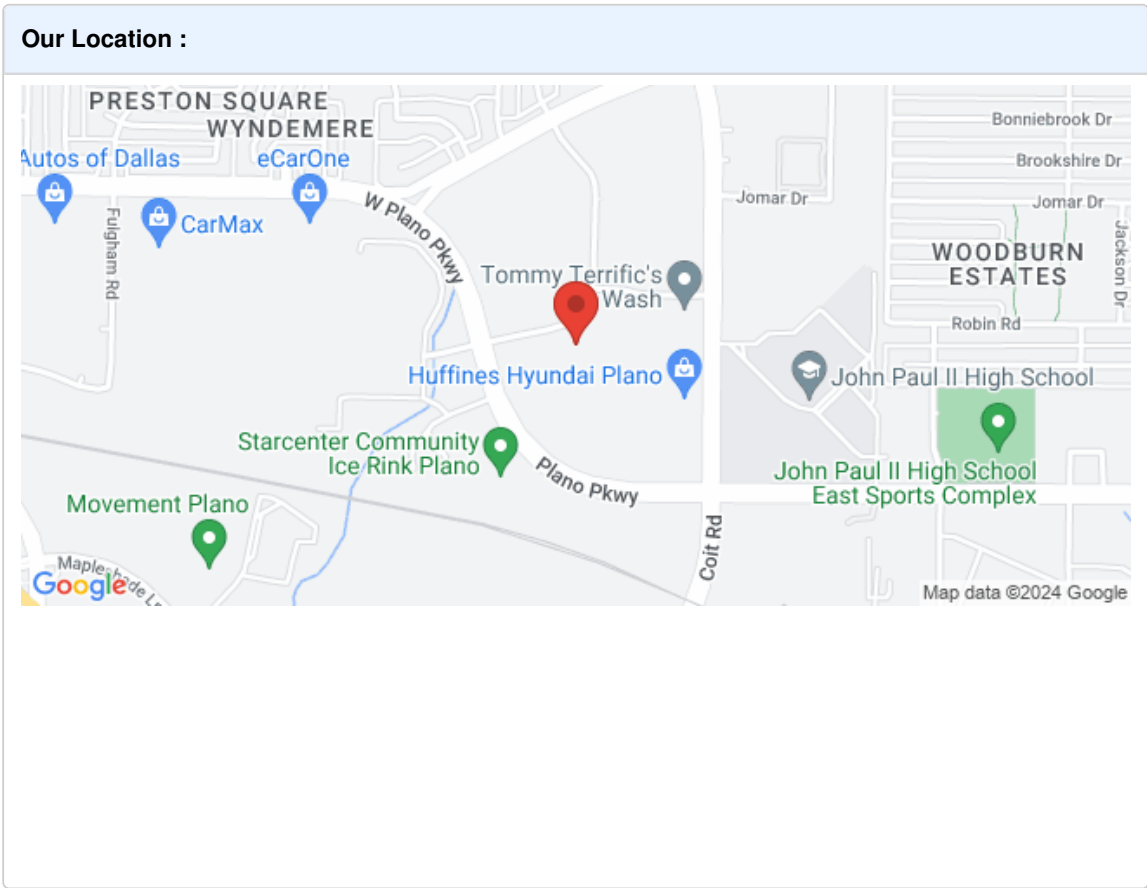 Our Location :
PRESTON SQUARE
WYNDEMERE
Bonniebrook Dr
Autos of Dallas
eCarOne
Brookshire Dr
W Plano Pkwy
Jomar Dr
Jomar Dr
CarMax
Fulgham Rd
Jackson Dr
WOODBURN
ESTATES
Tommy Terrific's
Wash
Robin Rd
Huffines Hyundai Plano
John Paul II High School
Starcenter Community
Ice Rink Plano
Plano Pkwy
John Paul II High School
East Sports Complex
Movement Plano
Coit Rd
Mapleshade Ln
Google
Map data ©2024 Google